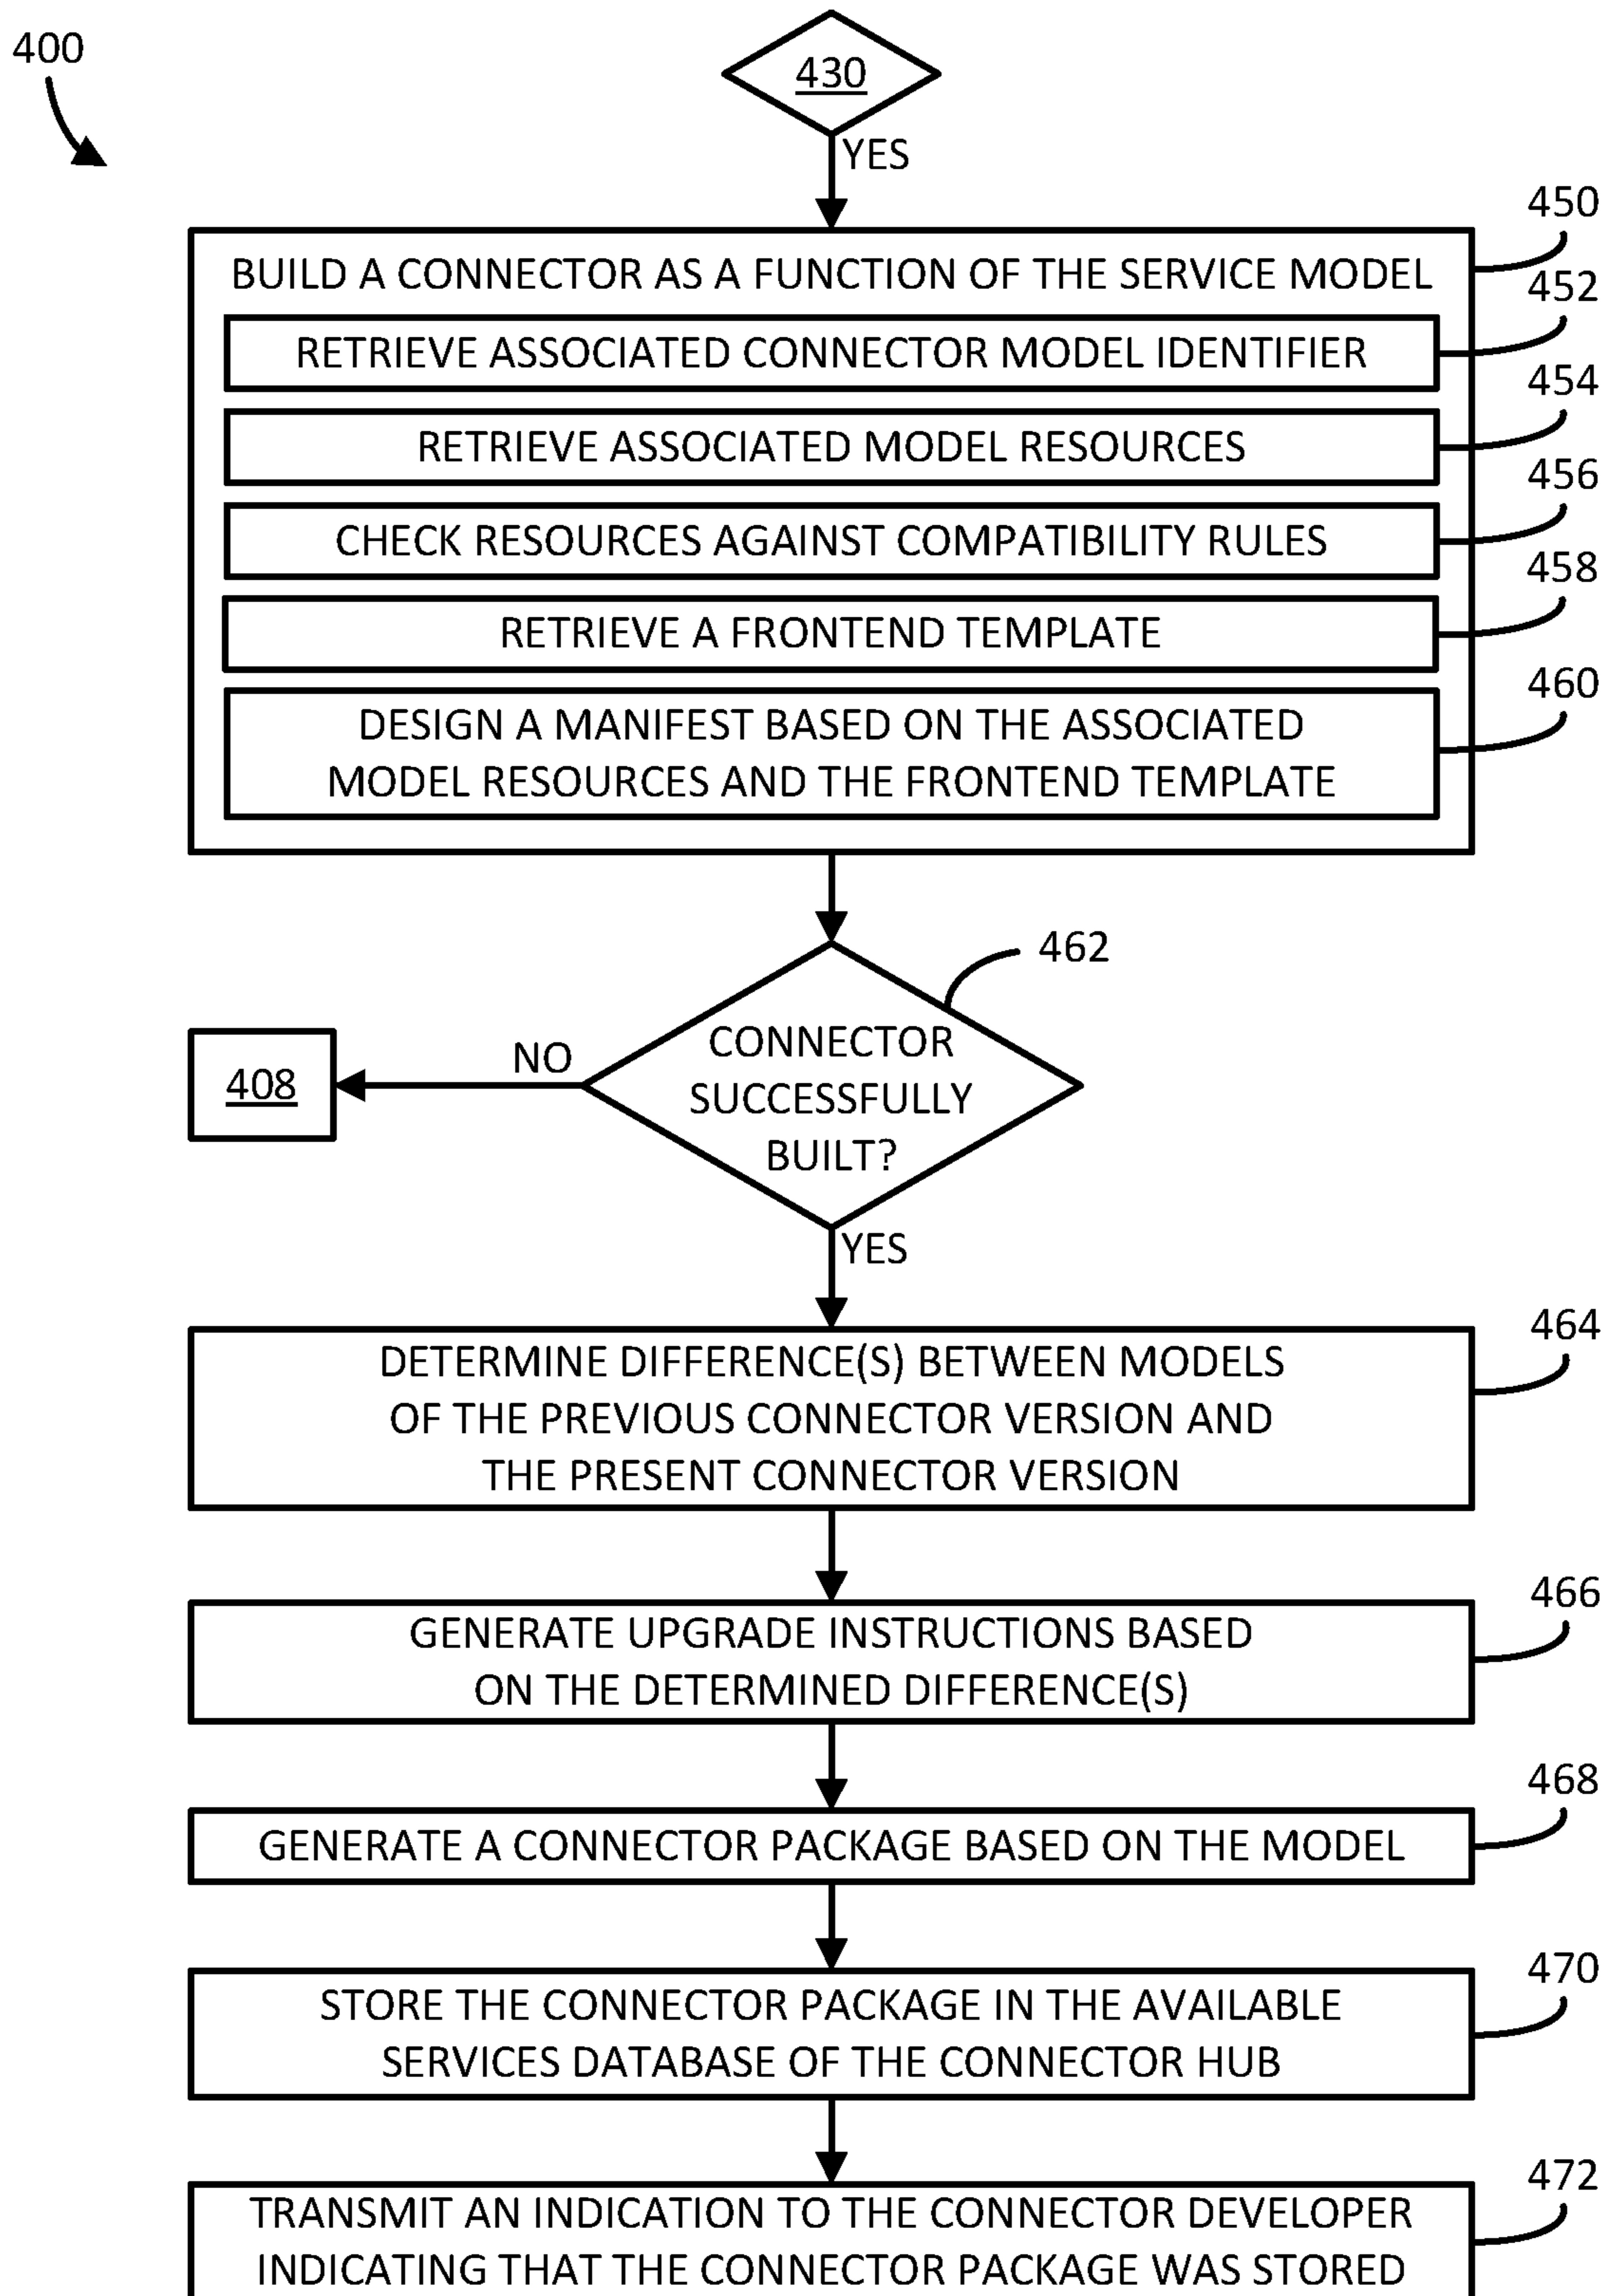 400
430
YES
450
BUILD A CONNECTOR AS A FUNCTION OF THE SERVICE MODEL
452
RETRIEVE ASSOCIATED CONNECTOR MODEL IDENTIFIER
454
RETRIEVE ASSOCIATED MODEL RESOURCES
456
CHECK RESOURCES AGAINST COMPATIBILITY RULES
458
RETRIEVE A FRONTEND TEMPLATE
460
DESIGN A MANIFEST BASED ON THE ASSOCIATED
MODEL RESOURCES AND THE FRONTEND TEMPLATE
462
CONNECTOR
SUCCESSFULLY
BUILT?
NO
408
YES
464
DETERMINE DIFFERENCE(S) BETWEEN MODELS
OF THE PREVIOUS CONNECTOR VERSION AND
THE PRESENT CONNECTOR VERSION
466
GENERATE UPGRADE INSTRUCTIONS BASED
ON THE DETERMINED DIFFERENCE(S)
468
GENERATE A CONNECTOR PACKAGE BASED ON THE MODEL
470
STORE THE CONNECTOR PACKAGE IN THE AVAILABLE
SERVICES DATABASE OF THE CONNECTOR HUB
472
TRANSMIT AN INDICATION TO THE CONNECTOR DEVELOPER
INDICATING THAT THE CONNECTOR PACKAGE WAS STORED